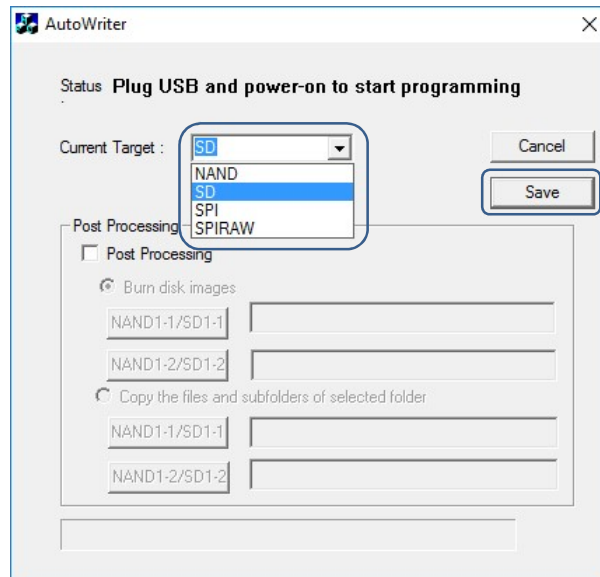 AutoWriter
Status : Plug USB and power-on to start programming
Current Target : SD
Cancel
NAND
SD
SPI
SPIRAW
Save
Post Processing
Post Processing
Burn disk images
NAND1-1/SD1-1
NAND1-2/SD1-2
Copy the files and subfolders of selected folder
NAND1-1/SD1-1
NAND1-2/SD1-2